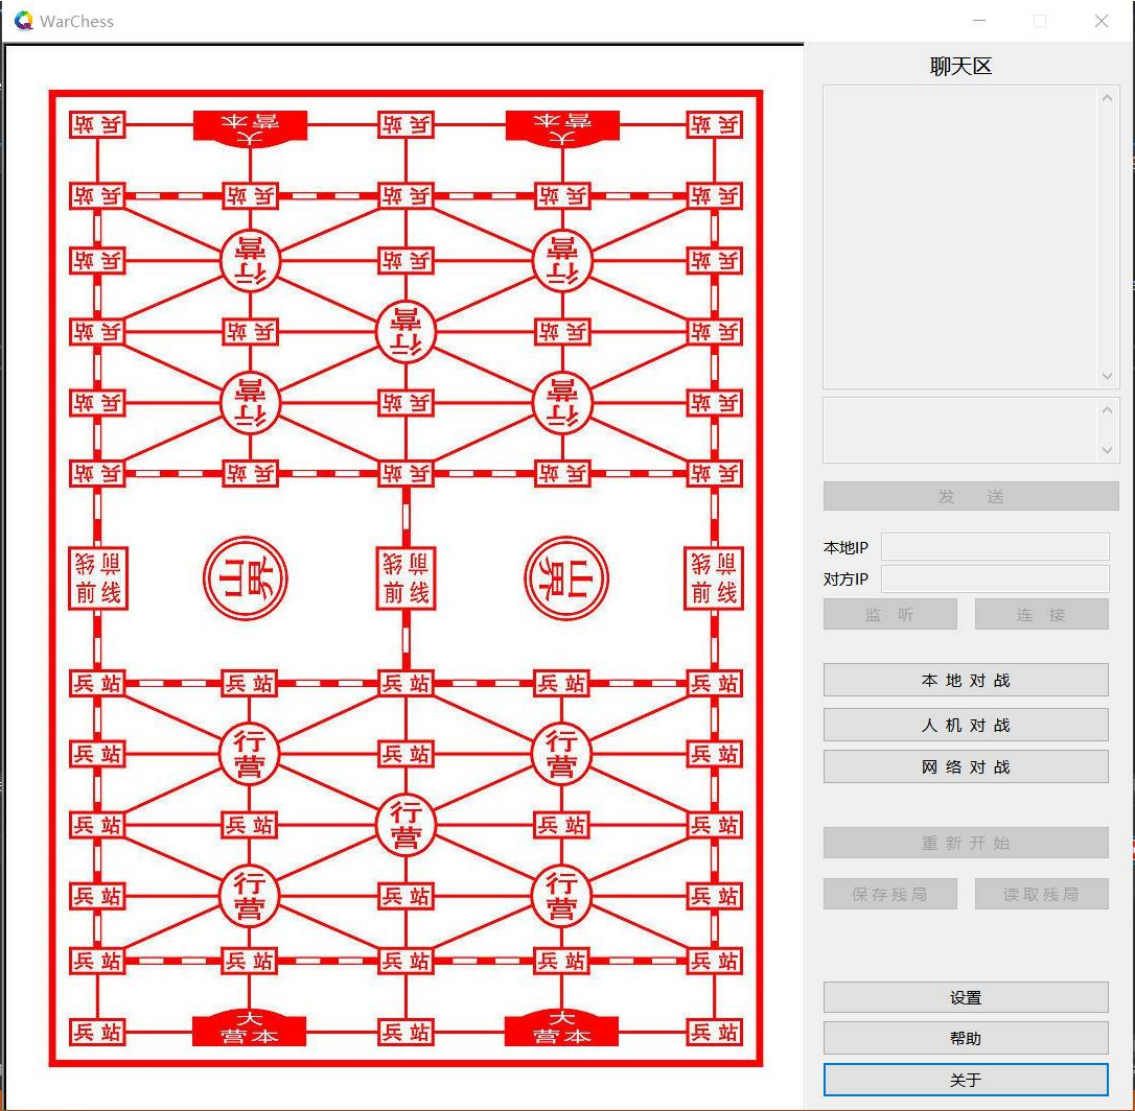 WarChess
兵站 大本营 兵站 大本营 兵站
兵站 兵站 兵站 兵站 兵站
兵站 行营 兵站 行营 兵站
兵站 兵站 行营 兵站 兵站
兵站 行营 兵站 行营 兵站
兵站 兵站 兵站 兵站 兵站
前线 前线 前线
山界 山界
前线 前线 前线
兵站 兵站 兵站 兵站 兵站
兵站 行营 兵站 行营 兵站
兵站 兵站 行营 兵站 兵站
兵站 行营 兵站 行营 兵站
兵站 兵站 兵站 兵站 兵站
兵站 大本营 兵站 大本营 兵站
聊天区
发 送
本地IP
对方IP
监 听 连 接
本 地 对 战
人 机 对 战
网 络 对 战
重 新 开 始
保存残局 读取残局
设置
帮助
关于